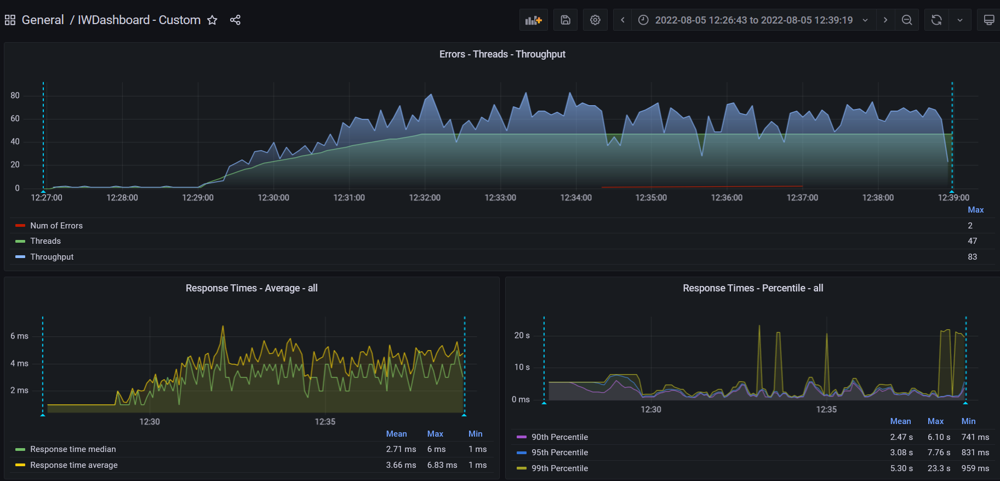 General / IWDashboard - Custom
2022-08-05 12:26:43 to 2022-08-05 12:39:19
Errors - Threads - Throughput
80
60
40
20
0
12:27:00 12:28:00 12:29:00 12:30:00 12:31:00 12:32:00 12:33:00 12:34:00 12:35:00 12:36:00 12:37:00 12:38:00 12:39:00
Max
Num of Errors 2
Threads 47
Throughput 83
Response Times - Average - all
6 ms
4 ms
2 ms
12:30 12:35
Mean Max Min
Response time median 2.71 ms 6 ms 1 ms
Response time average 3.66 ms 6.83 ms 1 ms
Response Times - Percentile - all
20 s
10 s
0 ms
12:30 12:35
Mean Max Min
90th Percentile 2.47 s 6.10 s 741 ms
95th Percentile 3.08 s 7.76 s 831 ms
99th Percentile 5.30 s 23.3 s 959 ms